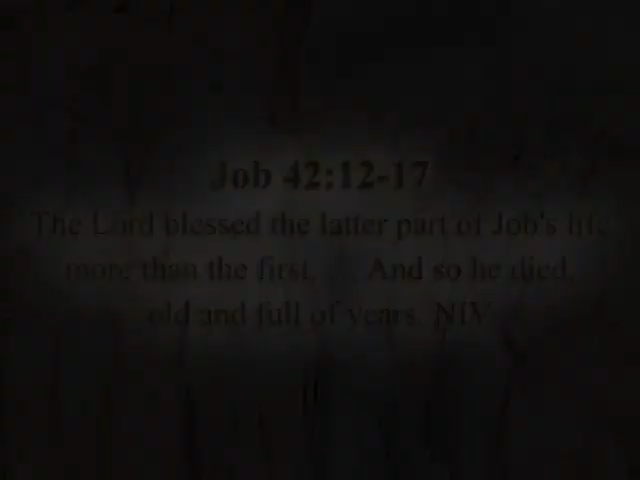 Job 42:12-17
The Lord blessed the latter part of Job's life
more than the first. . . . And so he died,
old and full of years. NIV